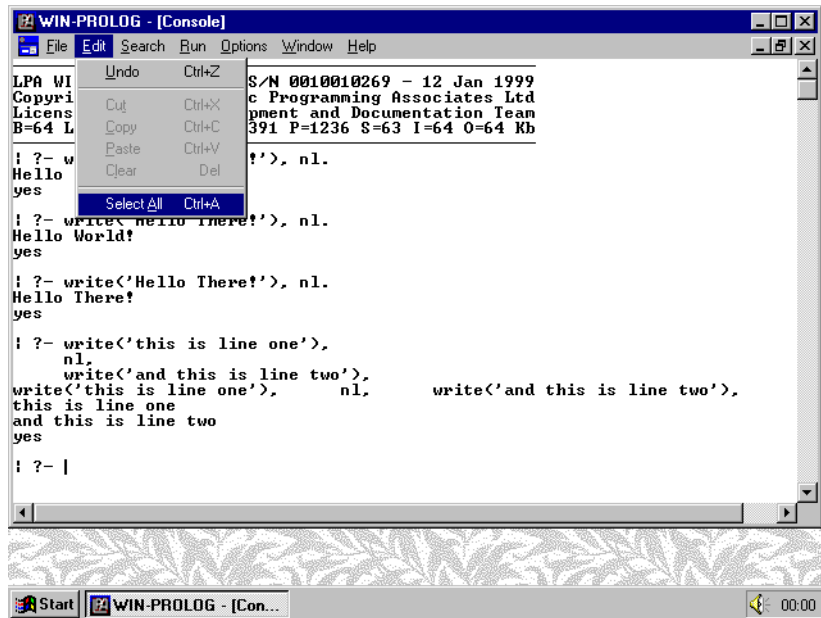 WIN-PROLOG - [Console]
File Edit Search Run Options Window Help
Undo Ctrl+Z
Cut Ctrl+X
Copy Ctrl+C
Paste Ctrl+V
Clear Del
Select All Ctrl+A
LPA WI S/N 0010010269 - 12 Jan 1999
Copyri c Programming Associates Ltd
Licens pment and Documentation Team
B=64 L 391 P=1236 S=63 I=64 O=64 Kb
| ?- w !'), nl.
Hello
yes
| ?- write('Hello There!'), nl.
Hello World!
yes
| ?- write('Hello There!'), nl.
Hello There!
yes
| ?- write('this is line one'),
nl,
write('and this is line two'),
write('this is line one'), nl, write('and this is line two'),
this is line one
and this is line two
yes
| ?- |
Start WIN-PROLOG - [Con... 00:00